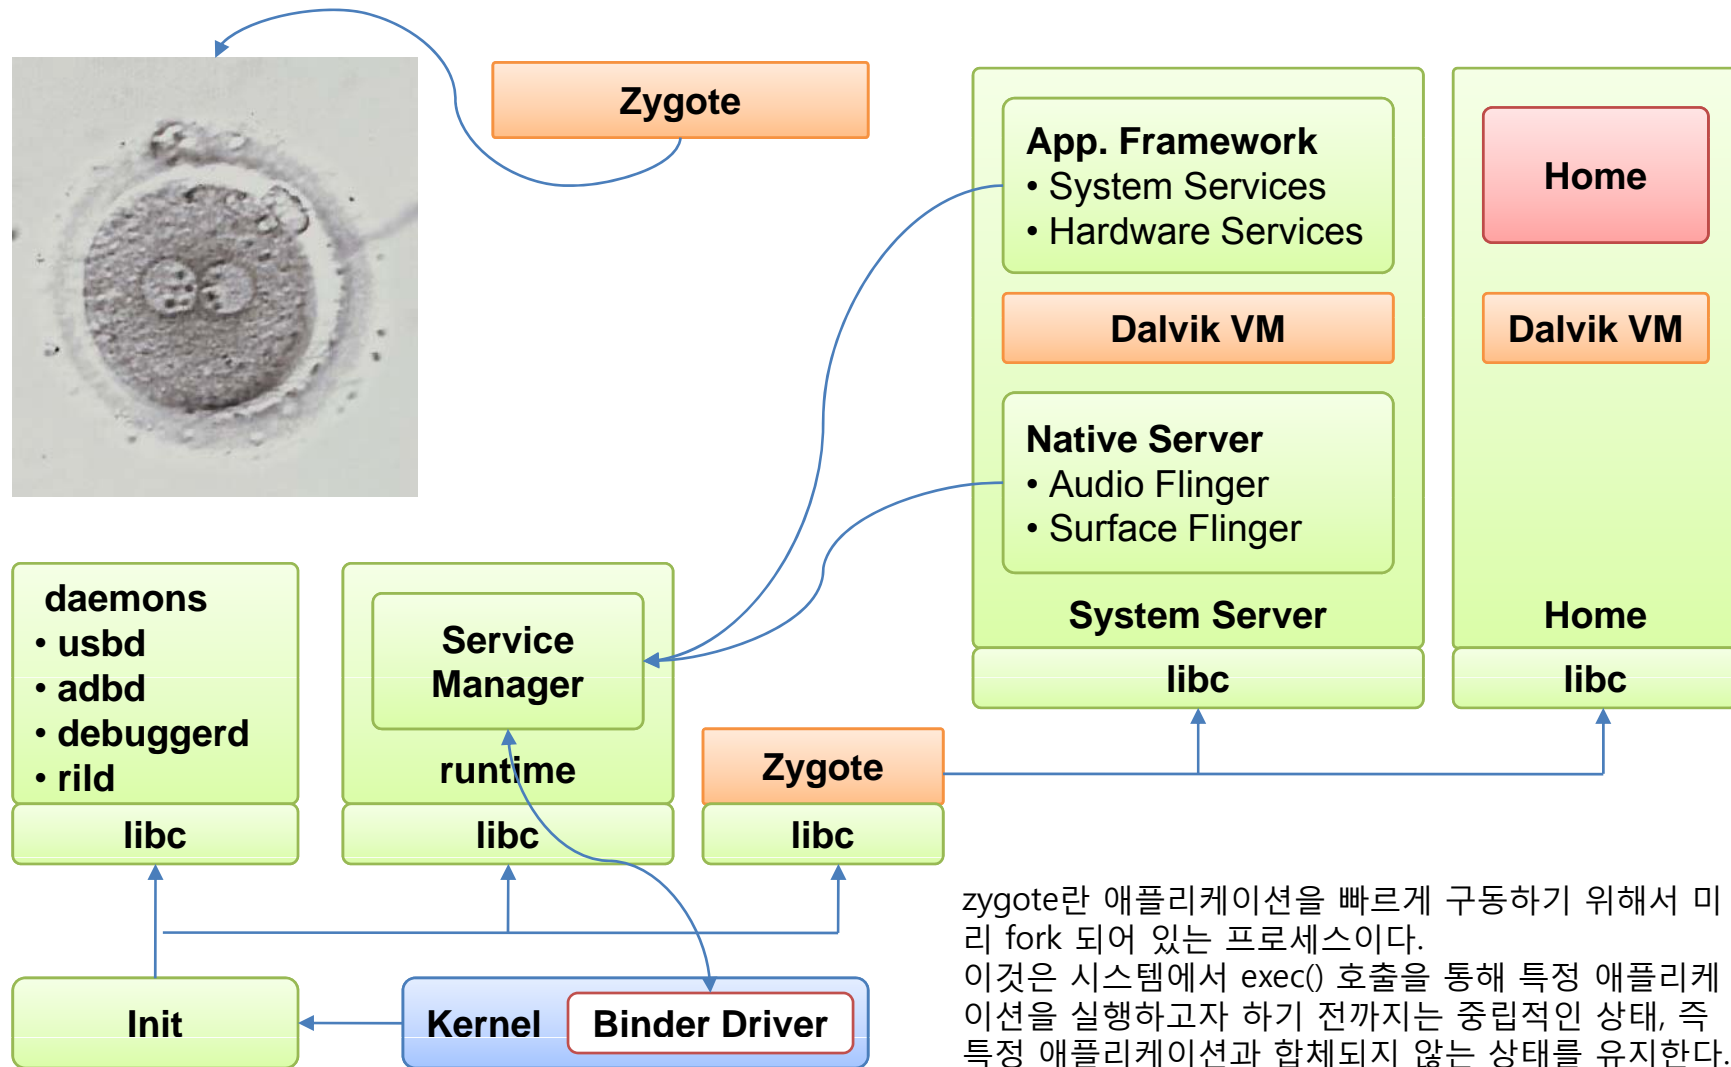 Zygote
App. Framework
• System Services
• Hardware Services
Dalvik VM
Native Server
• Audio Flinger
• Surface Flinger
System Server
libc
Home
Dalvik VM
Home
libc
daemons
• usbd
• adbd
• debuggerd
• rild
libc
Service
Manager
runtime
libc
Zygote
libc
Init
Kernel
Binder Driver
zygote란 애플리케이션을 빠르게 구동하기 위해서 미
리 fork 되어 있는 프로세스이다.
이것은 시스템에서 exec() 호출을 통해 특정 애플리케
이션을 실행하고자 하기 전까지는 중립적인 상태, 즉
특정 애플리케이션과 합체되지 않는 상태를 유지한다.